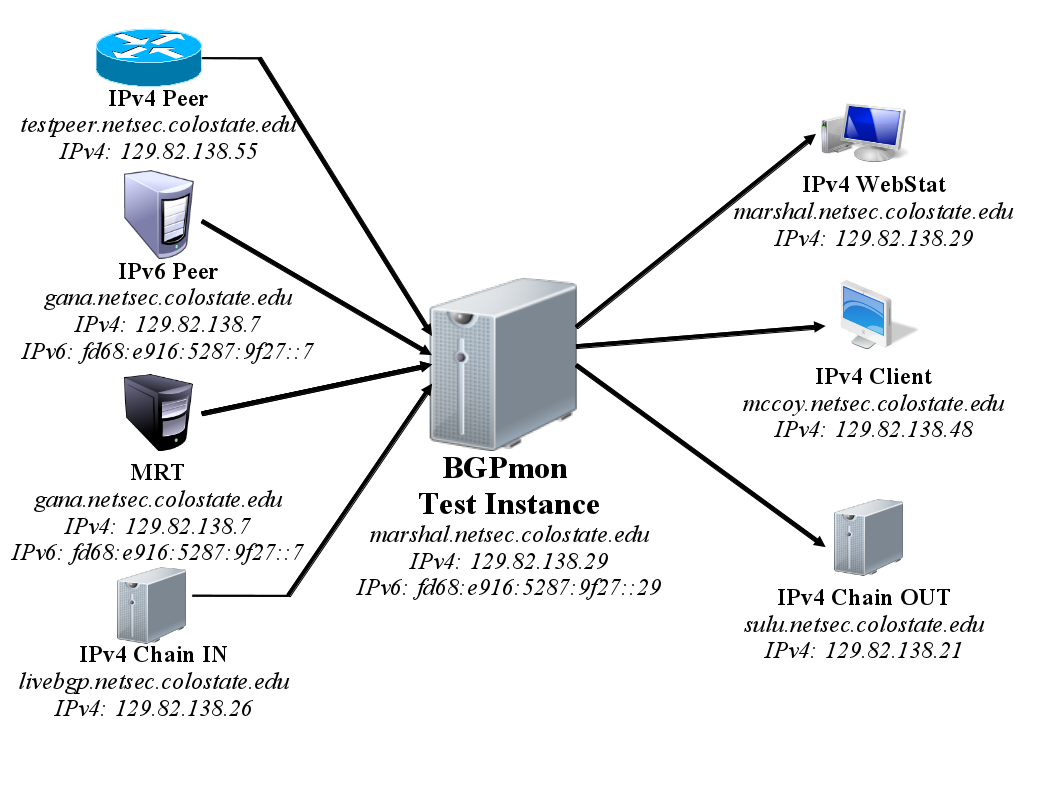 IPv4 Peer
testpeer.netsec.colostate.edu
IPv4: 129.82.138.55
IPv6 Peer
gana.netsec.colostate.edu
IPv4: 129.82.138.7
IPv6: fd68:e916:5287:9f27::7
MRT
gana.netsec.colostate.edu
IPv4: 129.82.138.7
IPv6: fd68:e916:5287:9f27::7
IPv4 Chain IN
livebgp.netsec.colostate.edu
IPv4: 129.82.138.26
BGPmon
Test Instance
marshal.netsec.colostate.edu
IPv4: 129.82.138.29
IPv6: fd68:e916:5287:9f27::29
IPv4 WebStat
marshal.netsec.colostate.edu
IPv4: 129.82.138.29
IPv4 Client
mccoy.netsec.colostate.edu
IPv4: 129.82.138.48
IPv4 Chain OUT
sulu.netsec.colostate.edu
IPv4: 129.82.138.21